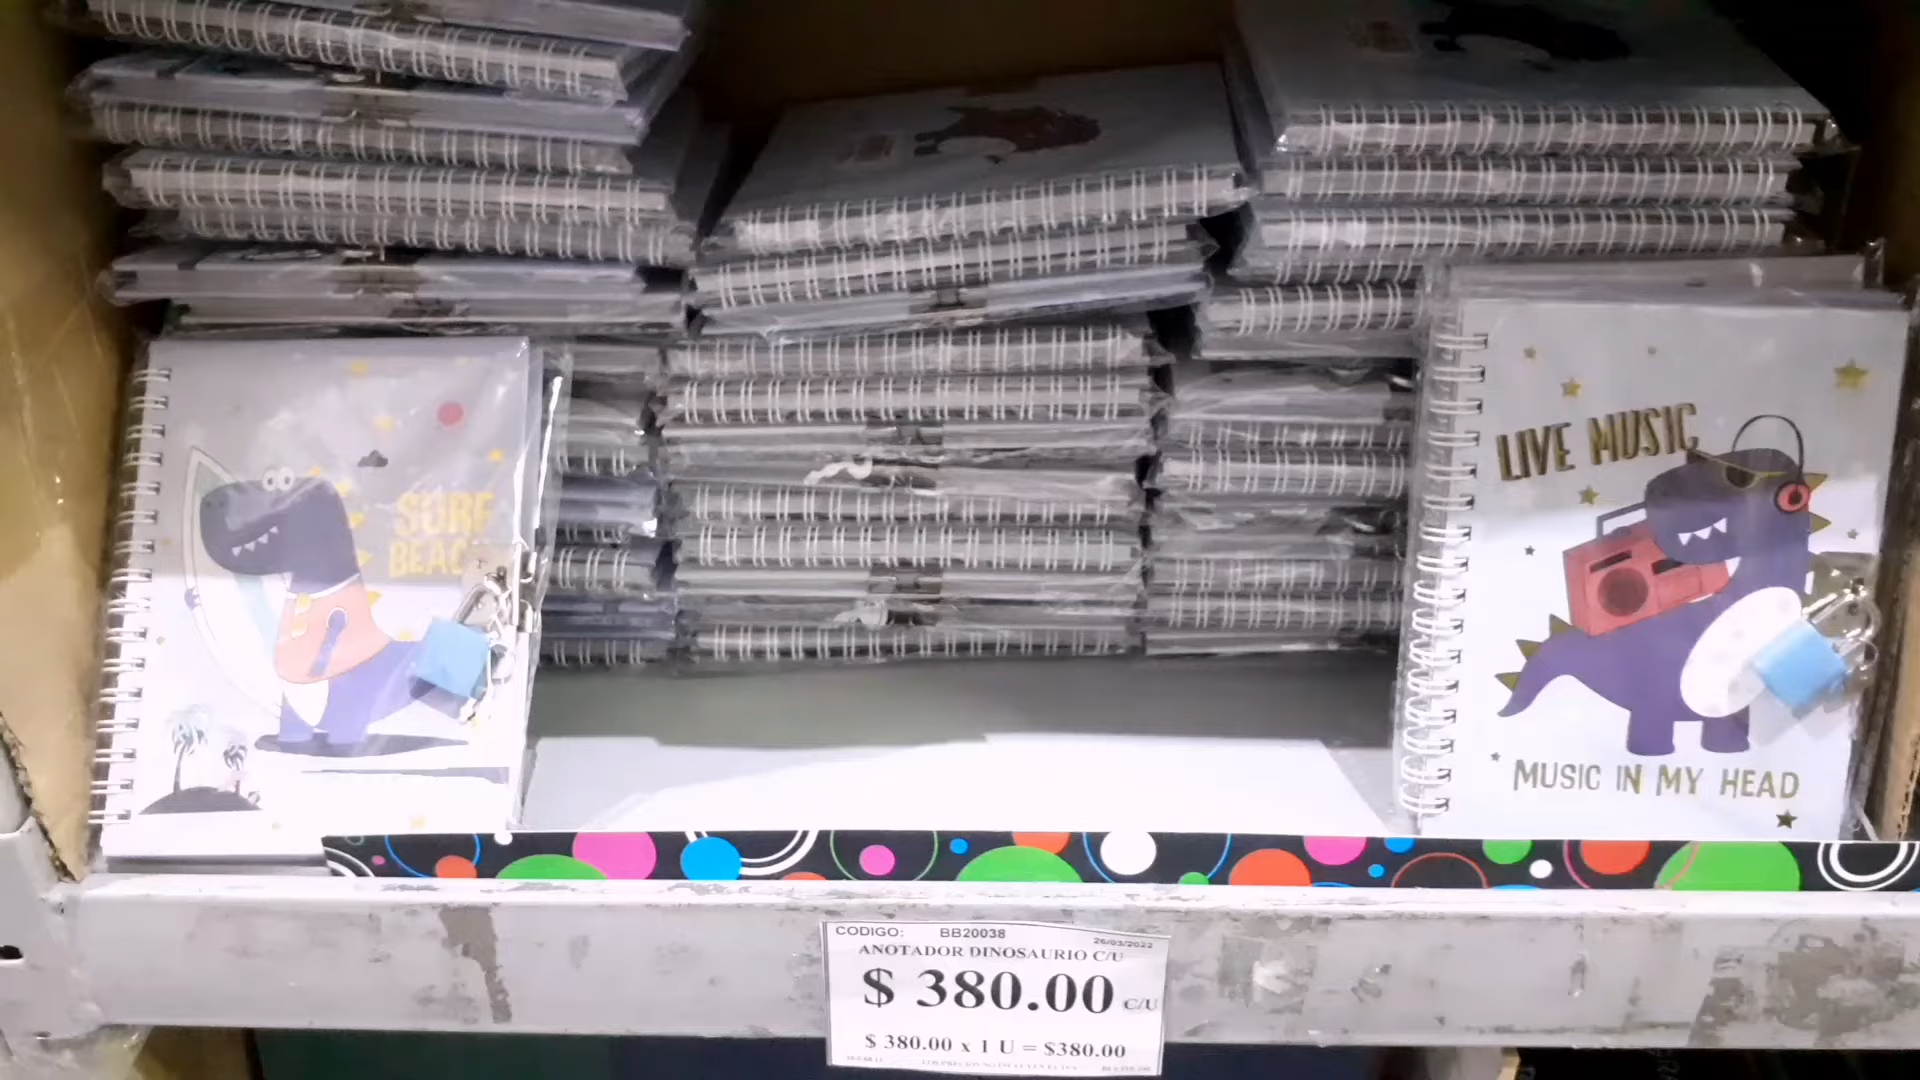 SURF
LIVE MUSIC
MUSIC IN MY HEAD
CODIGO: BB20038
26/03/2022
ANOTADOR DINOSAURIO C/U
$ 380.00 C/U
$ 380.00 x 1 U = $380.00